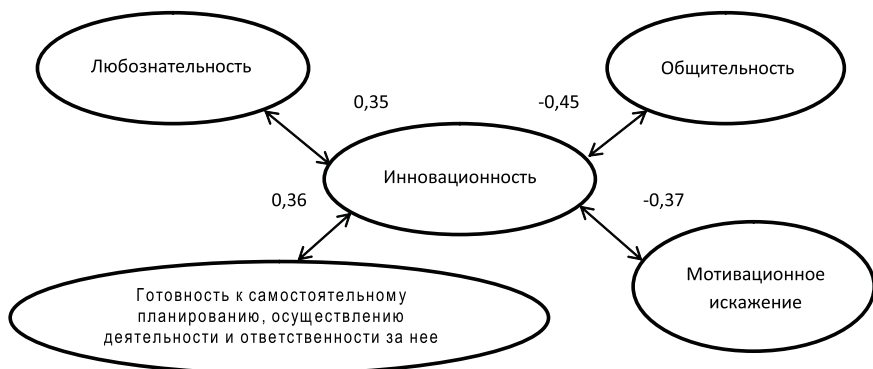 Любознательность
Общительность
0,35
-0,45
Инновационность
0,36
-0,37
Готовность к самостоятельному
планированию, осуществлению
деятельности и ответственности за нее
Мотивационное
искажение